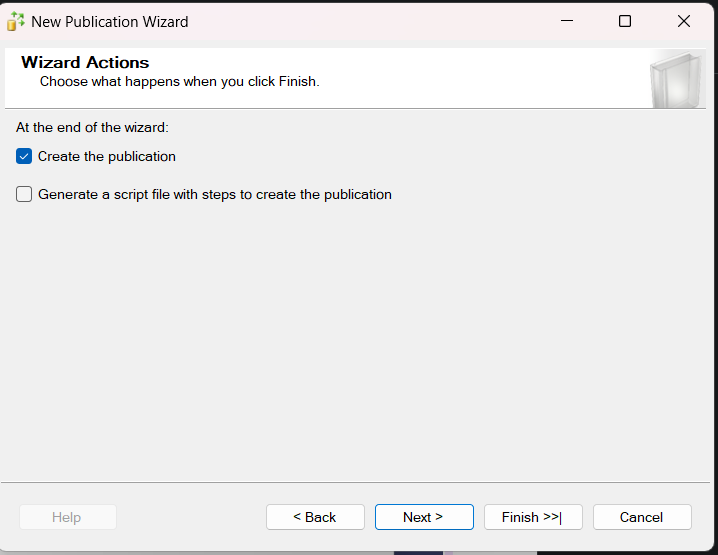 New Publication Wizard
Wizard Actions
Choose what happens when you click Finish.
At the end of the wizard:
Create the publication
Generate a script file with steps to create the publication
Help
< Back
Next >
Finish >>|
Cancel